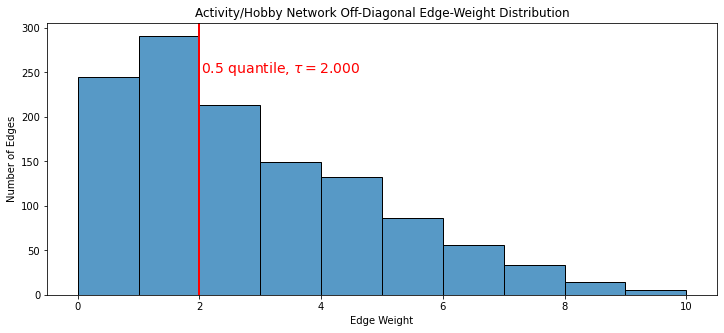 Activity/Hobby Network Off-Diagonal Edge-Weight Distribution
300
250
200
150
100
50
0
Number of Edges
0.5 quantile, τ = 2.000
0 2 4 6 8 10
Edge Weight